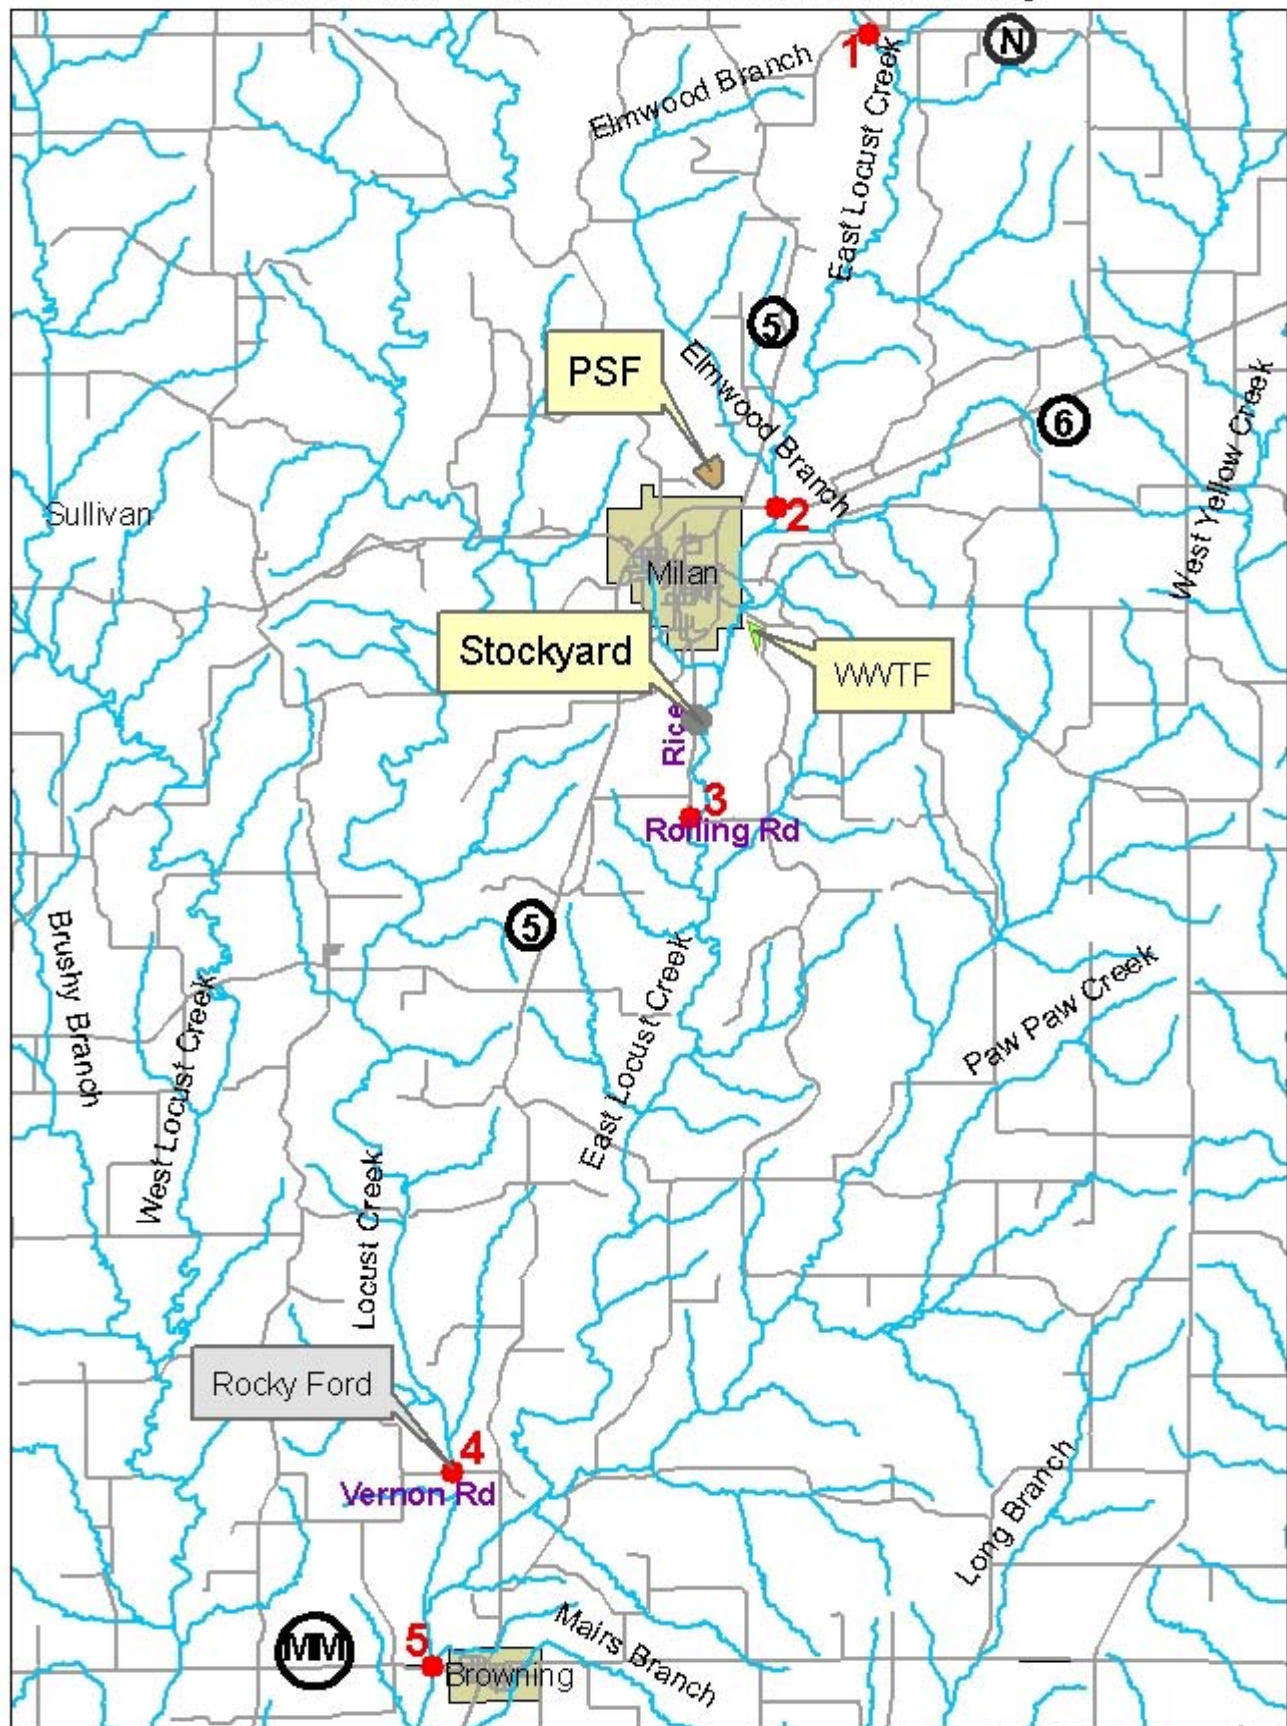 N
1
Elmwood Branch
East Locust Creek
5
PSF
Elmwood Branch
6
West Yellow Creek
Sullivan
2
Milan
Stockyard
WWTF
Rice
3
Rolling Rd
5
Brushy Branch
West Locust Creek
East Locust Creek
Paw Paw Creek
Locust Creek
Rocky Ford
4
Vernon Rd
Long Branch
MM
5
Browning
Mairs Branch